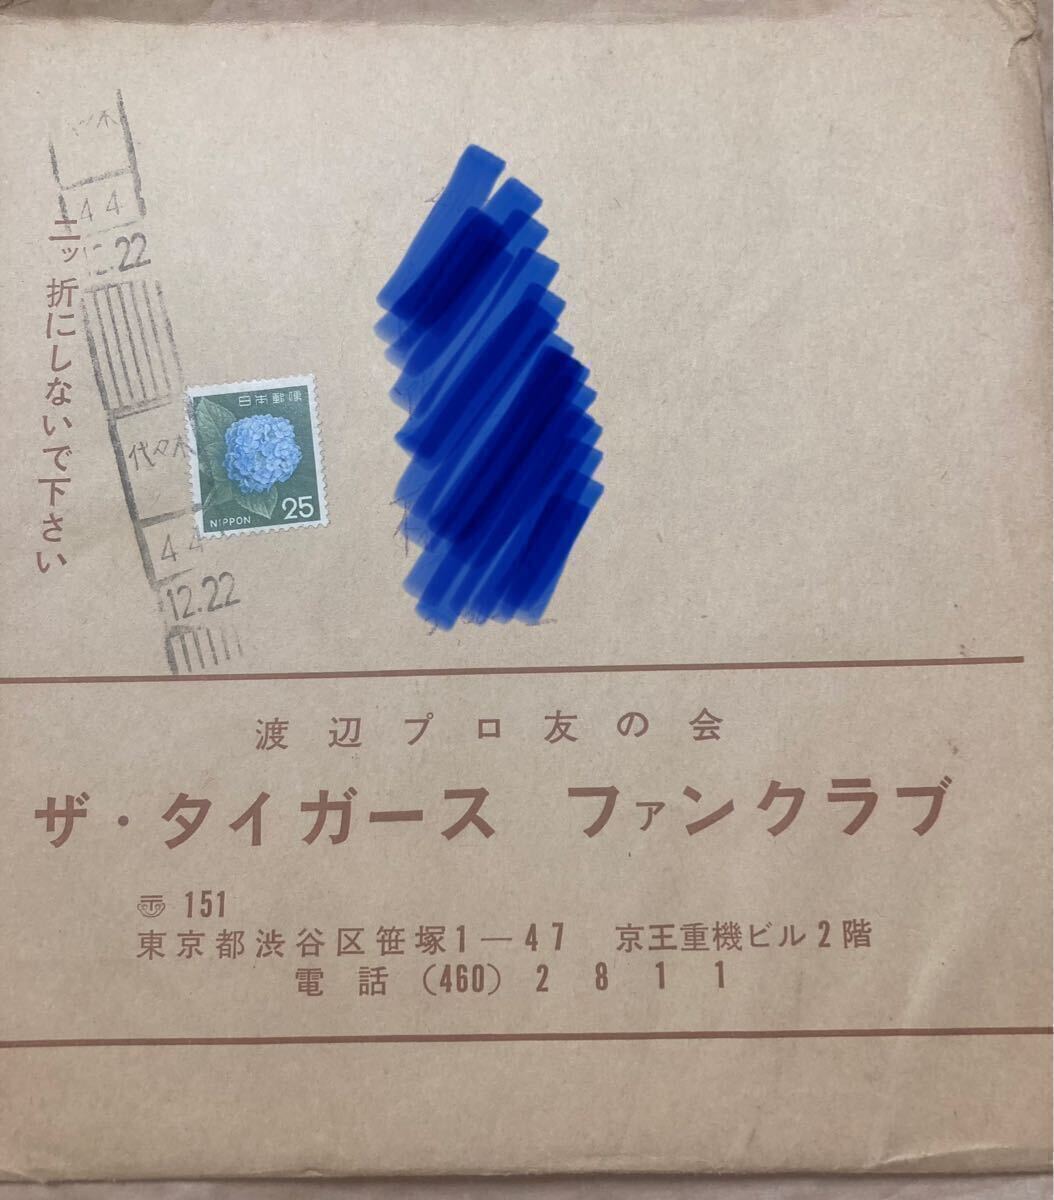 44
.22
二ッ折にしないで下さい
日本郵便
NIPPON
25
代々木
44
12.22
渡辺プロ友の会
ザ・タイガース ファンクラブ
〠 151
東京都渋谷区笹塚1—47 京王重機ビル2階
電話(460)2811